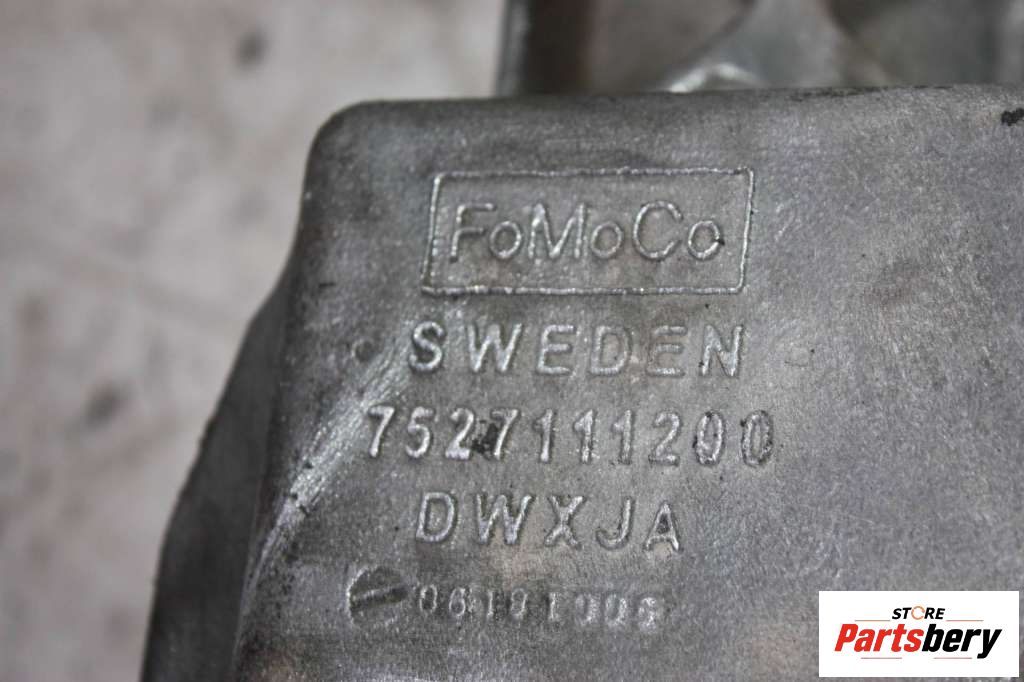 FoMoCo
SWEDEN
7527111200
DWXJA
STORE
Partsbery